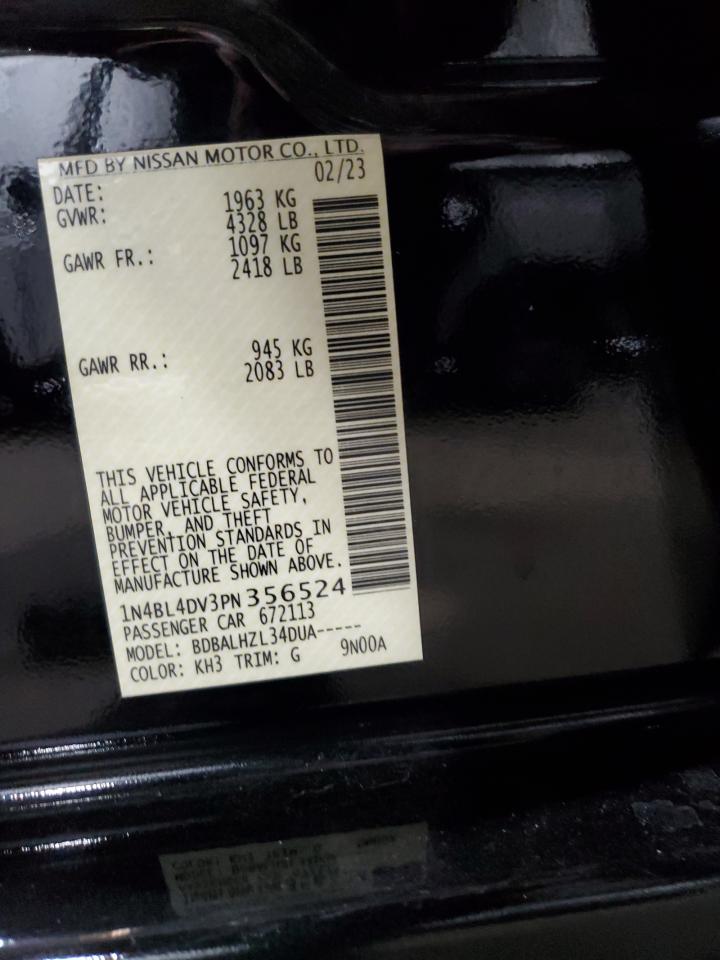 MFD BY NISSAN MOTOR CO., LTD.
DATE: 02/23
GVWR: 1963 KG
4328 LB
GAWR FR.: 1097 KG
2418 LB
GAWR RR.: 945 KG
2083 LB
THIS VEHICLE CONFORMS TO
ALL APPLICABLE FEDERAL
MOTOR VEHICLE SAFETY,
BUMPER, AND THEFT
PREVENTION STANDARDS IN
EFFECT ON THE DATE OF
MANUFACTURE SHOWN ABOVE.
1N4BL4DV3PN356524
PASSENGER CAR 672113
MODEL: BDBALHZL34DUA-----
COLOR: KH3 TRIM: G 9N00A